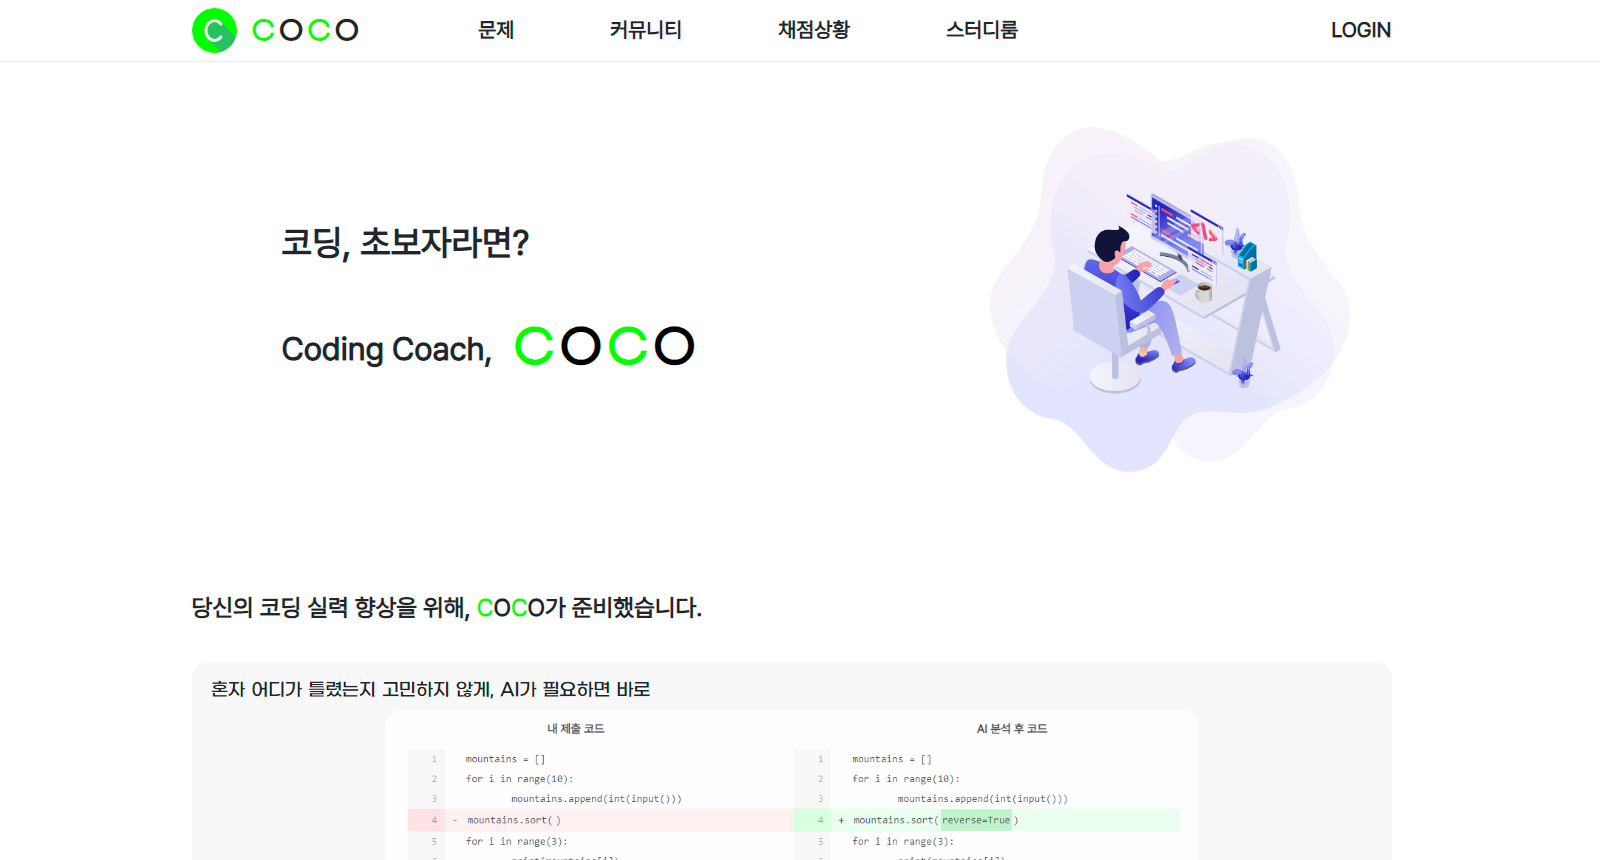 C COCO 문제 커뮤니티 채점상황 스터디룸 LOGIN
코딩, 초보자라면?
Coding Coach, COCO
당신의 코딩 실력 향상을 위해, COCO가 준비했습니다.
혼자 어디가 틀렸는지 고민하지 않게, AI가 필요하면 바로
내 제출 코드 AI 분석 후 코드
1 mountains = [] 1 mountains = []
2 for i in range(10): 2 for i in range(10):
3 mountains.append(int(input())) 3 mountains.append(int(input()))
4 - mountains.sort() 4 + mountains.sort(reverse=True)
5 for i in range(3): 5 for i in range(3):